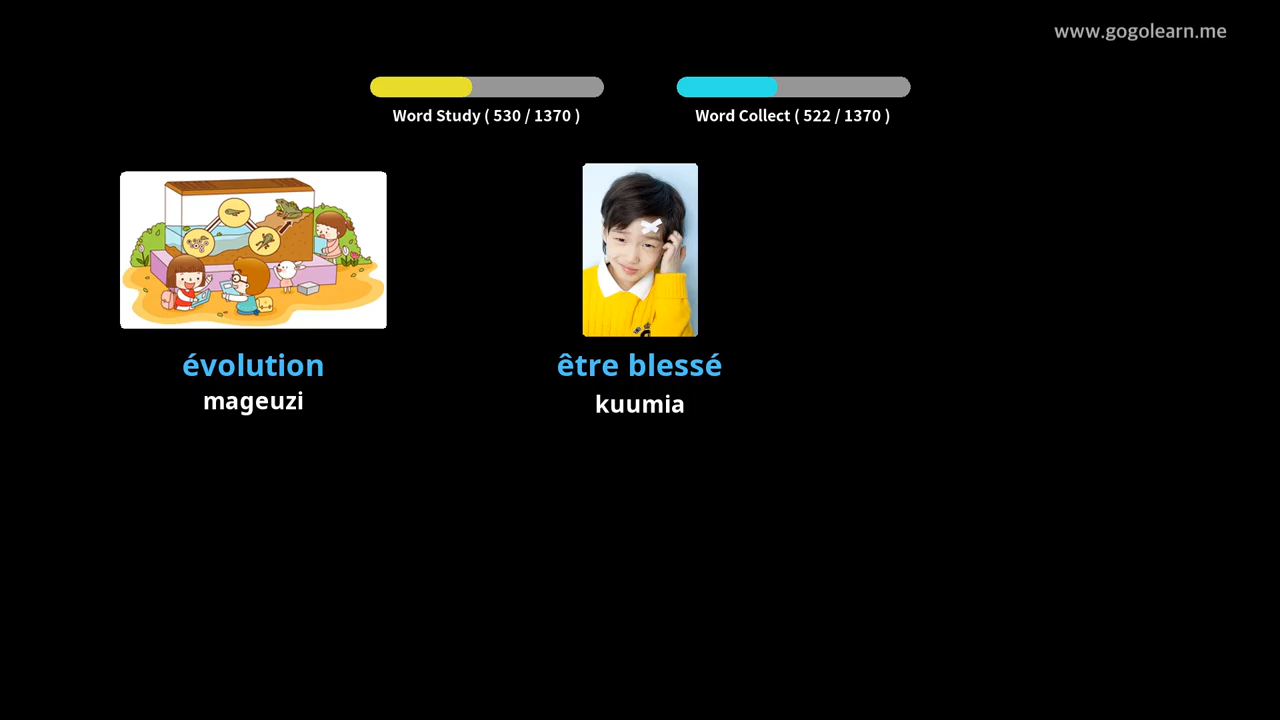 www.gogolearn.me
Word Study ( 530 / 1370 )
Word Collect ( 522 / 1370 )
évolution
mageuzi
être blessé
kuumia